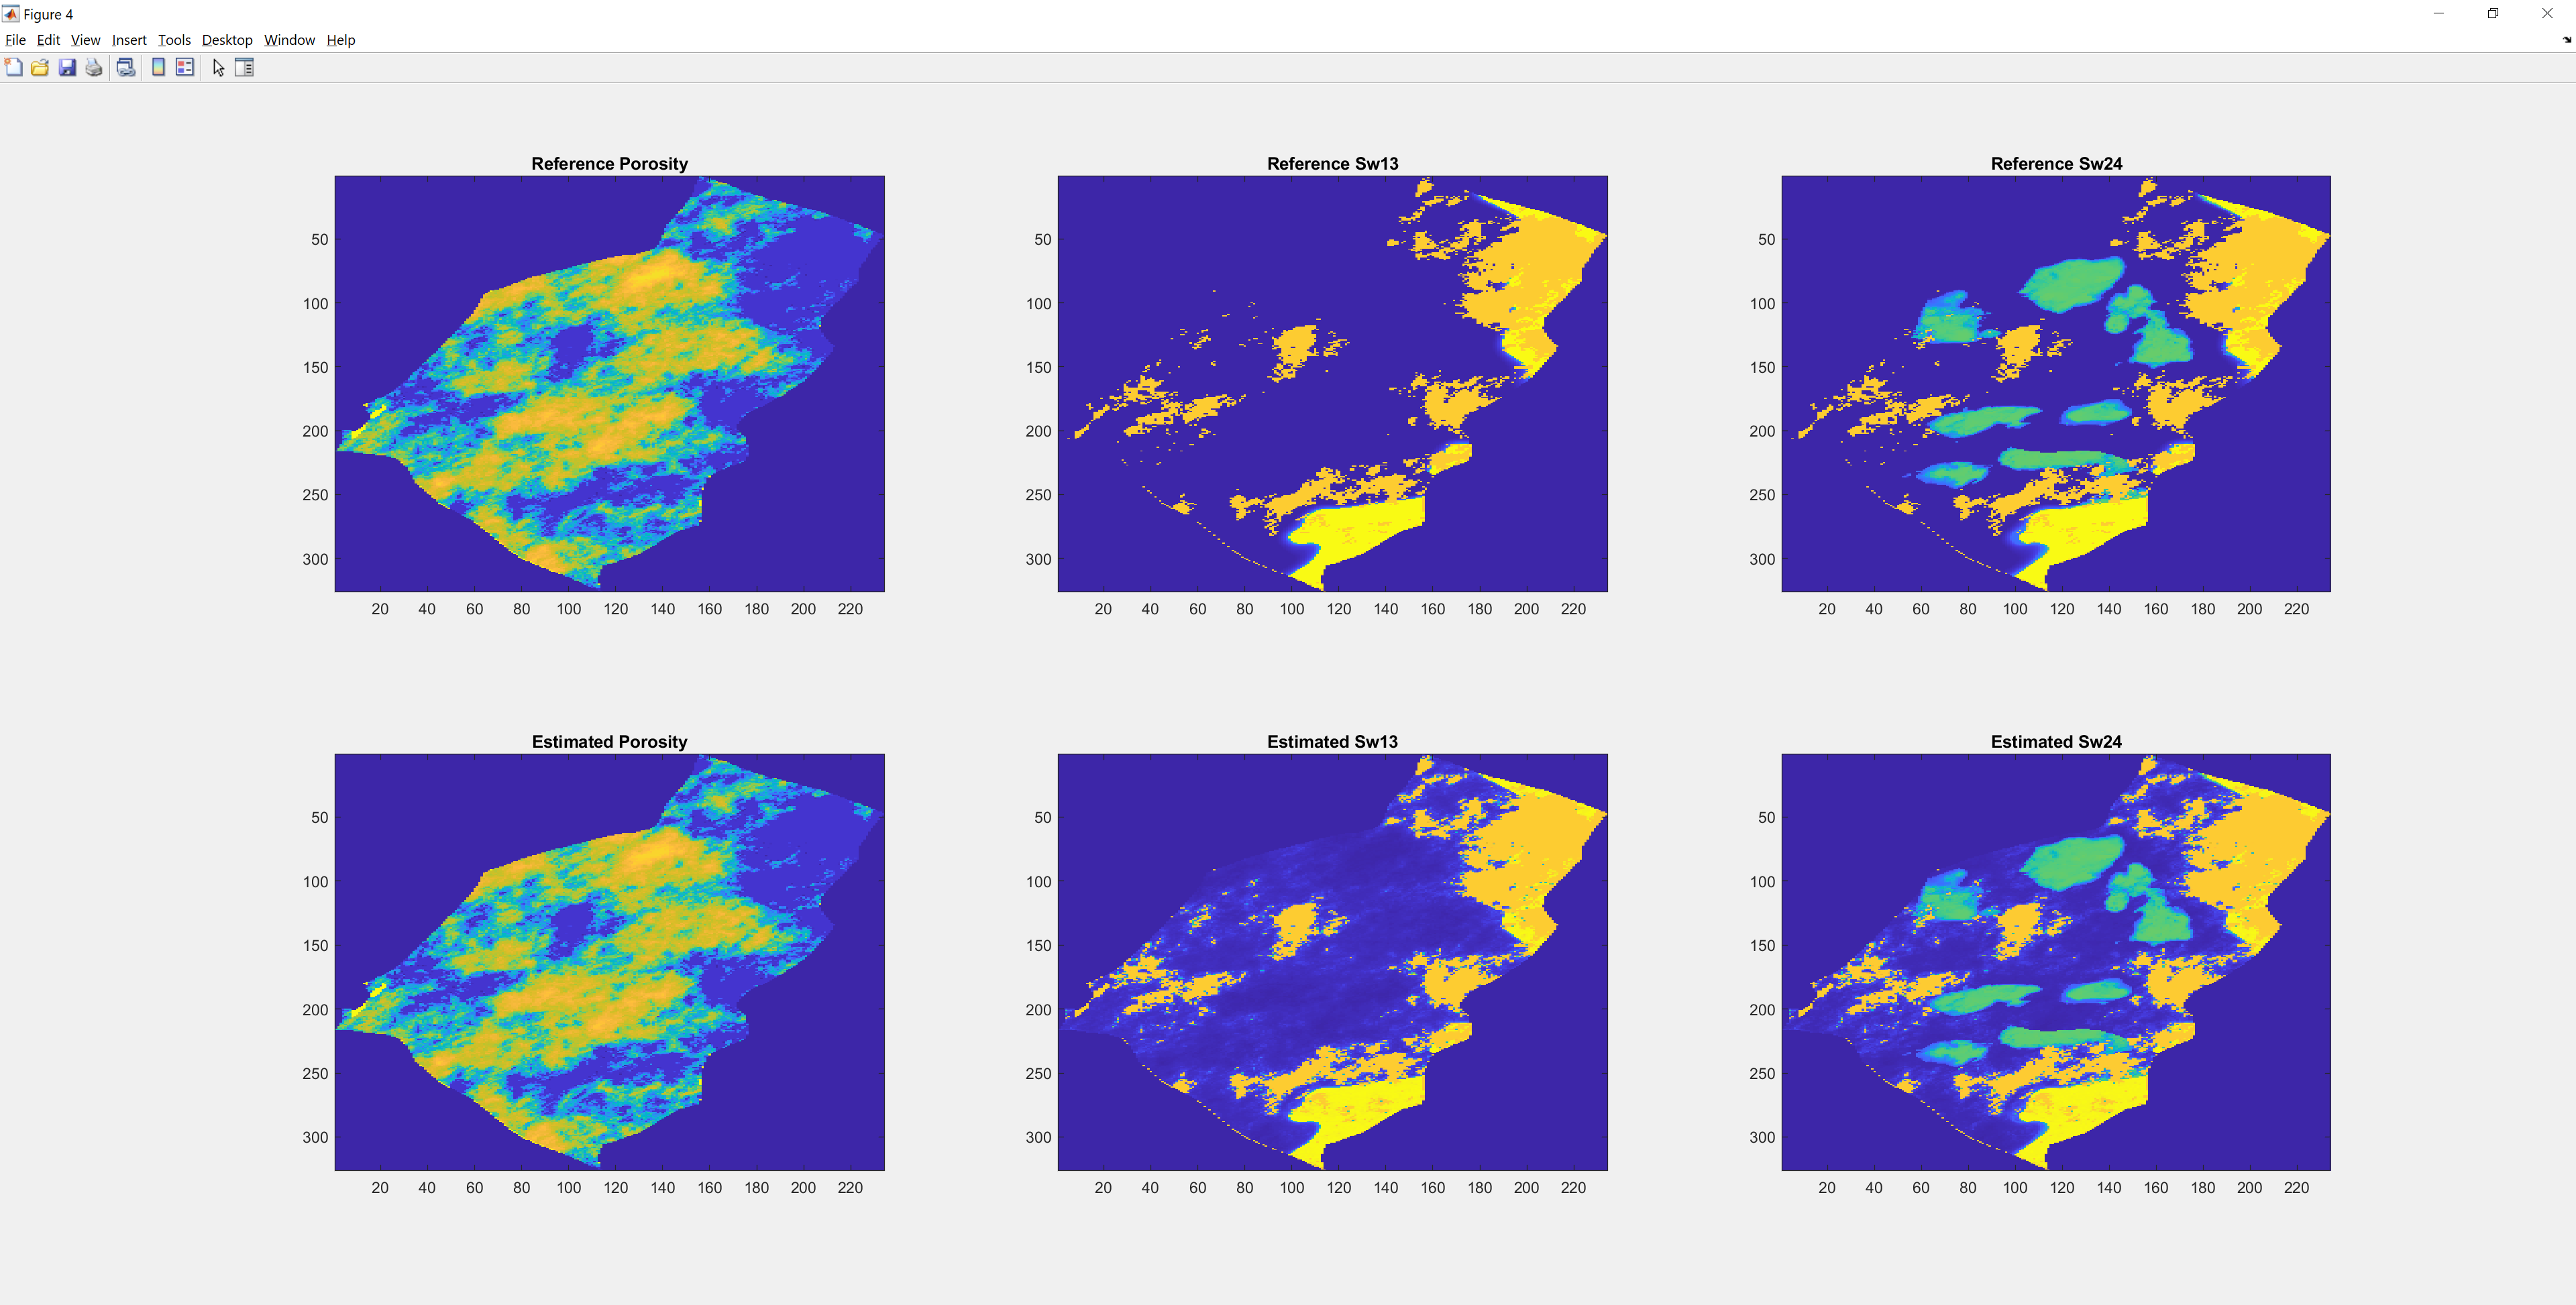 Figure 4
File Edit View Insert Tools Desktop Window Help
Reference Porosity
50
100
150
200
250
300
20 40 60 80 100 120 140 160 180 200 220
Reference Sw13
50
100
150
200
250
300
20 40 60 80 100 120 140 160 180 200 220
Reference Sw24
50
100
150
200
250
300
20 40 60 80 100 120 140 160 180 200 220
Estimated Porosity
50
100
150
200
250
300
20 40 60 80 100 120 140 160 180 200 220
Estimated Sw13
50
100
150
200
250
300
20 40 60 80 100 120 140 160 180 200 220
Estimated Sw24
50
100
150
200
250
300
20 40 60 80 100 120 140 160 180 200 220